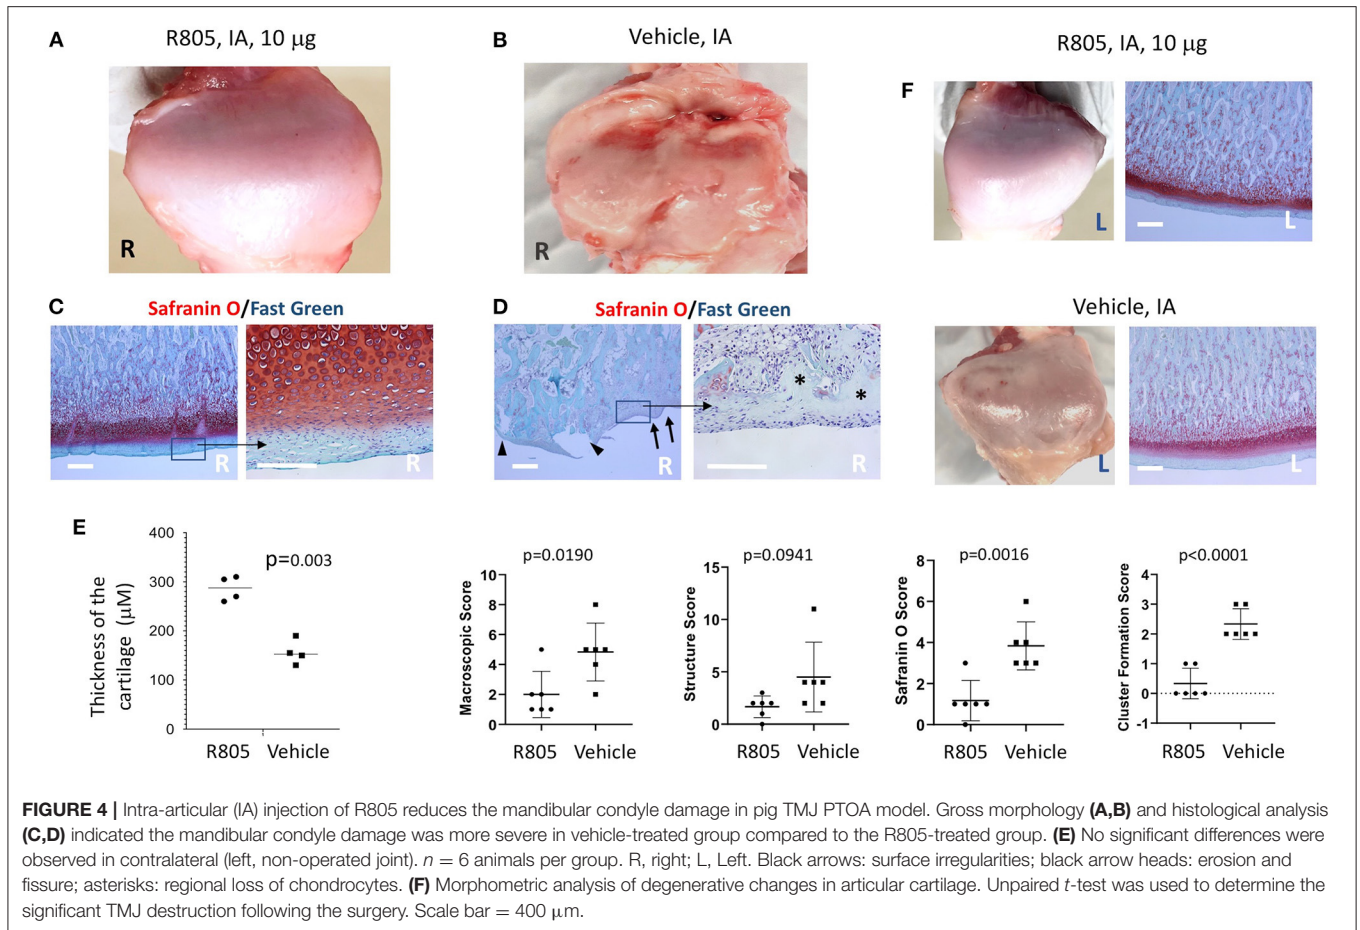 A
R805, IA, 10 µg
R
B
Vehicle, IA
R
R805, IA, 10 µg
F
L
L
C
Safranin O/Fast Green
R
R
D
Safranin O/Fast Green
*
*
R
R
Vehicle, IA
L
L
E
Thickness of the
cartilage (µM)
400
300
200
100
0
p=0.003
R805 Vehicle
p=0.0190
Macroscopic Score
10
8
6
4
2
0
R805 Vehicle
p=0.0941
Structure Score
15
10
5
0
R805 Vehicle
p=0.0016
Safranin O Score
8
6
4
2
0
R805 Vehicle
p<0.0001
Cluster Formation Score
4
3
2
1
0
-1
R805 Vehicle
FIGURE 4 | Intra-articular (IA) injection of R805 reduces the mandibular condyle damage in pig TMJ PTOA model. Gross morphology (A,B) and histological analysis
(C,D) indicated the mandibular condyle damage was more severe in vehicle-treated group compared to the R805-treated group. (E) No significant differences were
observed in contralateral (left, non-operated joint). n = 6 animals per group. R, right; L, Left. Black arrows: surface irregularities; black arrow heads: erosion and
fissure; asterisks: regional loss of chondrocytes. (F) Morphometric analysis of degenerative changes in articular cartilage. Unpaired t-test was used to determine the
significant TMJ destruction following the surgery. Scale bar = 400 µm.